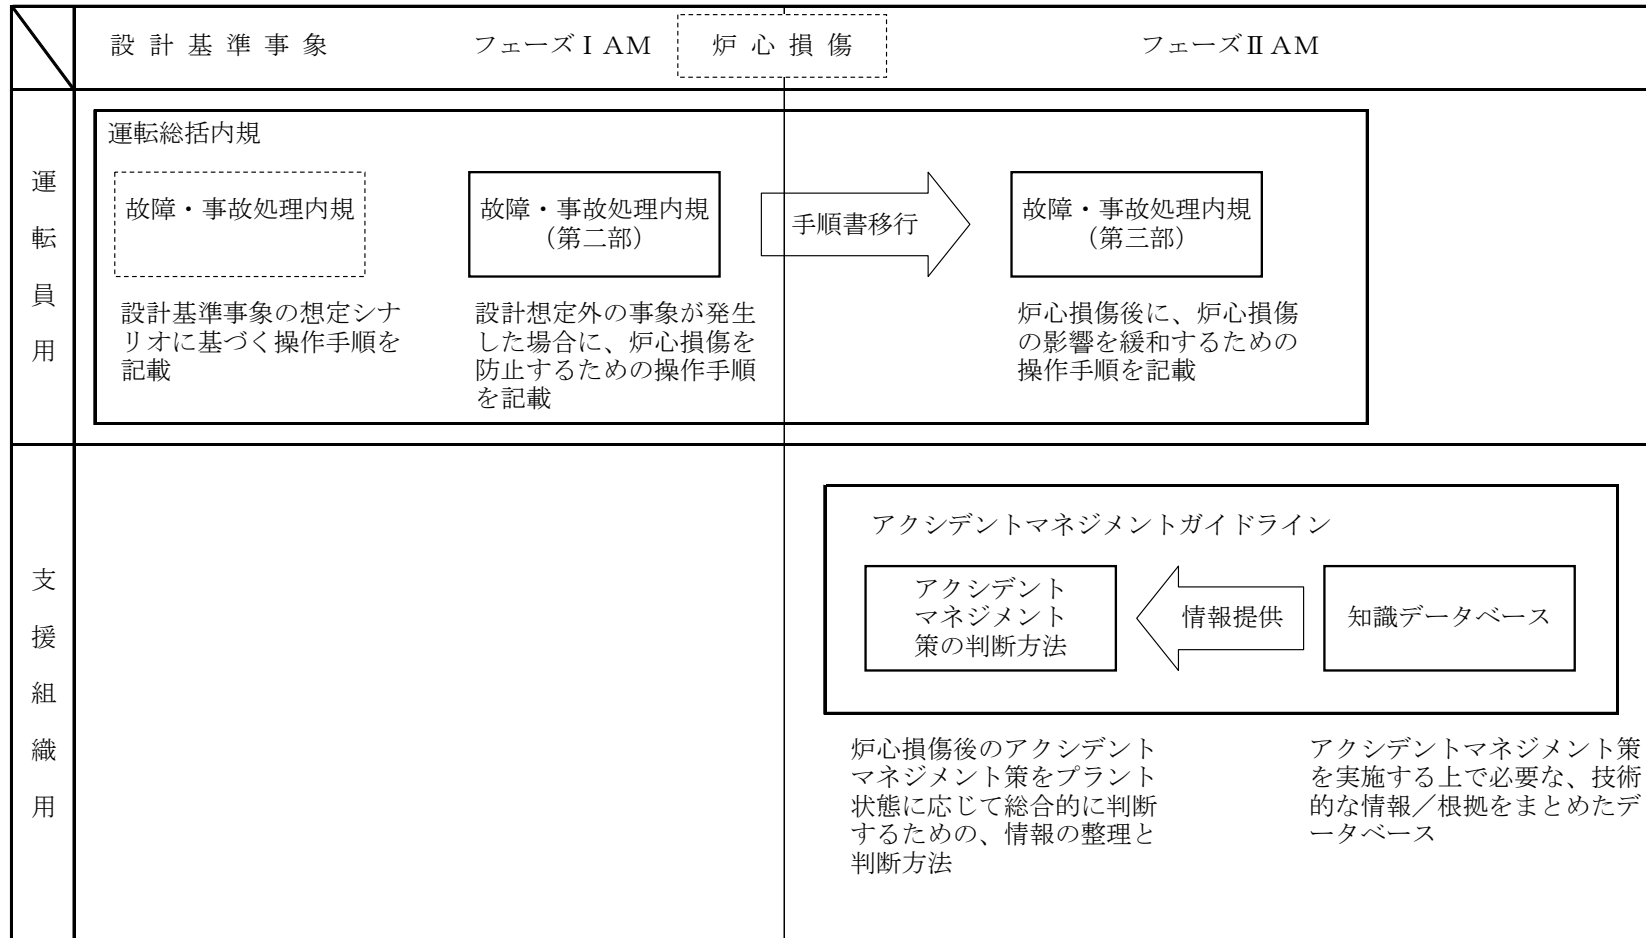 設計基準事象
フェーズⅠAM
炉心損傷
フェーズⅡAM
運転員用
運転総括内規
故障・事故処理内規
設計基準事象の想定シナ
リオに基づく操作手順を
記載
故障・事故処理内規
(第二部)
設計想定外の事象が発生
した場合に、炉心損傷を
防止するための操作手順
を記載
手順書移行
故障・事故処理内規
(第三部)
炉心損傷後に、炉心損傷
の影響を緩和するための
操作手順を記載
支援組織用
アクシデントマネジメントガイドライン
アクシデント
マネジメント
策の判断方法
情報提供
知識データベース
炉心損傷後のアクシデント
マネジメント策をプラント
状態に応じて総合的に判断
するための、情報の整理と
判断方法
アクシデントマネジメント策
を実施する上で必要な、技術
的な情報／根拠をまとめたデ
ータベース